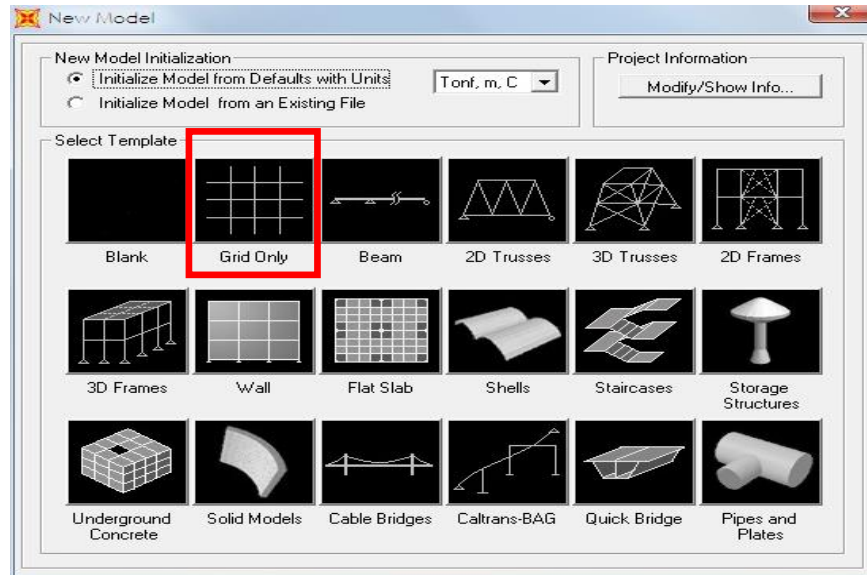 New Model
New Model Initialization
Initialize Model from Defaults with Units
Tonf, m, C
Initialize Model from an Existing File
Project Information
Modify/Show Info...
Select Template
Blank
Grid Only
Beam
2D Trusses
3D Trusses
2D Frames
3D Frames
Wall
Flat Slab
Shells
Staircases
Storage
Structures
Underground
Concrete
Solid Models
Cable Bridges
Caltrans-BAG
Quick Bridge
Pipes and
Plates